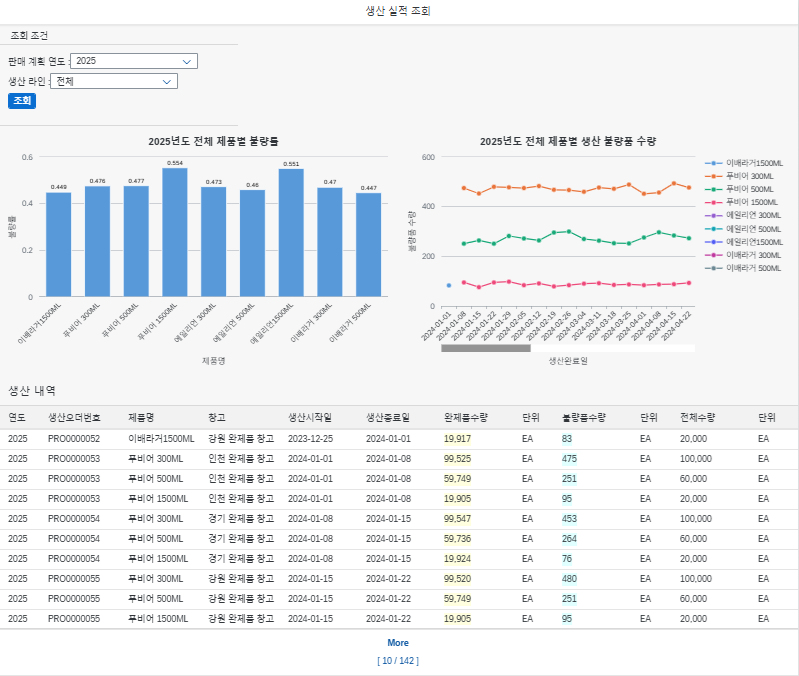 생산 실적 조회
조회 조건
판매 계획 연도 : 2025
생산 라인 : 전체
조회
2025년도 전체 제품별 불량률
0.6
0.4
0.2
0
불량률
0.449
0.476
0.477
0.554
0.473
0.46
0.551
0.47
0.447
이배라거1500ML
푸비어 300ML
푸비어 500ML
푸비어 1500ML
에일리언 300ML
에일리언 500ML
에일리언1500ML
이배라거 300ML
이배라거 500ML
제품명
2025년도 전체 제품별 생산 불량품 수량
600
400
200
0
불량품 수량
2024-01-01
2024-01-08
2024-01-15
2024-01-22
2024-01-29
2024-02-05
2024-02-12
2024-02-19
2024-02-26
2024-03-04
2024-03-11
2024-03-18
2024-03-25
2024-04-01
2024-04-08
2024-04-15
2024-04-22
생산완료일
이배라거1500ML
푸비어 300ML
푸비어 500ML
푸비어 1500ML
에일리언 300ML
에일리언 500ML
에일리언1500ML
이배라거 300ML
이배라거 500ML
생산 내역
연도 생산오더번호 제품명 창고 생산시작일 생산종료일 완제품수량 단위 불량품수량 단위 전체수량 단위
2025 PRO0000052 이배라거1500ML 강원 완제품 창고 2023-12-25 2024-01-01 19,917 EA 83 EA 20,000 EA
2025 PRO0000053 푸비어 300ML 인천 완제품 창고 2024-01-01 2024-01-08 99,525 EA 475 EA 100,000 EA
2025 PRO0000053 푸비어 500ML 인천 완제품 창고 2024-01-01 2024-01-08 59,749 EA 251 EA 60,000 EA
2025 PRO0000053 푸비어 1500ML 인천 완제품 창고 2024-01-01 2024-01-08 19,905 EA 95 EA 20,000 EA
2025 PRO0000054 푸비어 300ML 경기 완제품 창고 2024-01-08 2024-01-15 99,547 EA 453 EA 100,000 EA
2025 PRO0000054 푸비어 500ML 경기 완제품 창고 2024-01-08 2024-01-15 59,736 EA 264 EA 60,000 EA
2025 PRO0000054 푸비어 1500ML 경기 완제품 창고 2024-01-08 2024-01-15 19,924 EA 76 EA 20,000 EA
2025 PRO0000055 푸비어 300ML 강원 완제품 창고 2024-01-15 2024-01-22 99,520 EA 480 EA 100,000 EA
2025 PRO0000055 푸비어 500ML 강원 완제품 창고 2024-01-15 2024-01-22 59,749 EA 251 EA 60,000 EA
2025 PRO0000055 푸비어 1500ML 강원 완제품 창고 2024-01-15 2024-01-22 19,905 EA 95 EA 20,000 EA
More
[ 10 / 142 ]